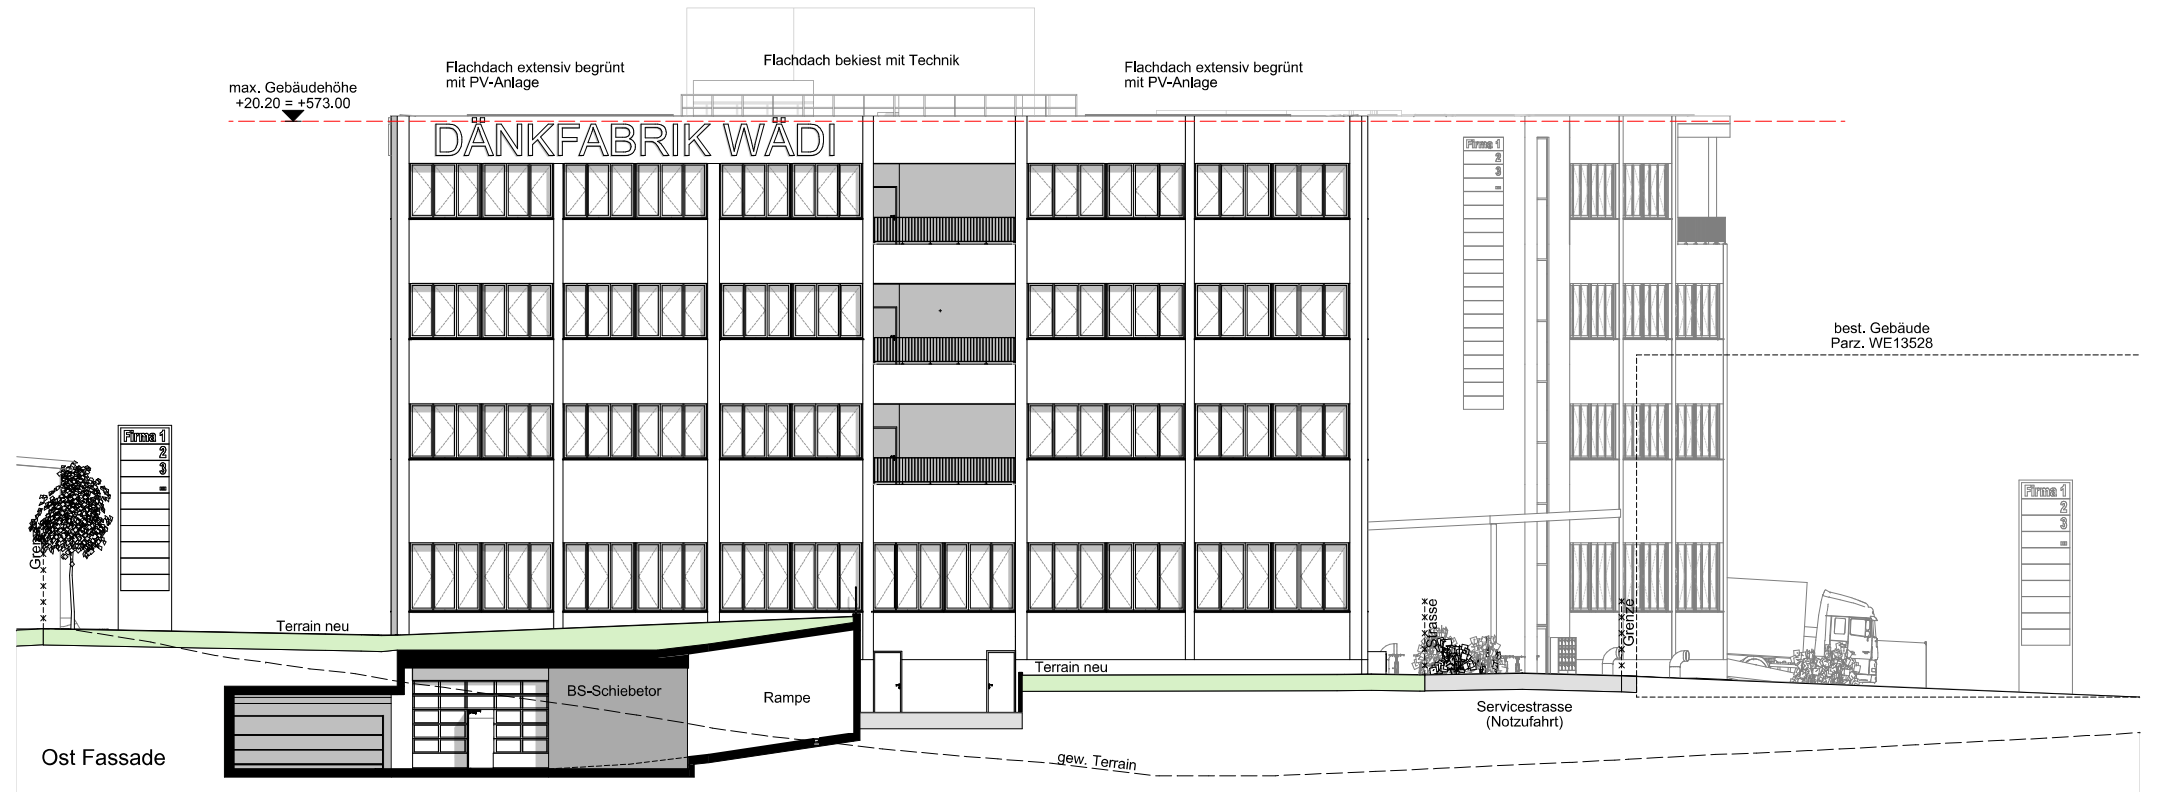 Flachdach extensiv begrünt
mit PV-Anlage
Flachdach bekiest mit Technik
Flachdach extensiv begrünt
mit PV-Anlage
max. Gebäudehöhe
+20.20 = +573.00
DÄNKFABRIK WÄDI
Firma 1
2
3
...
best. Gebäude
Parz. WE13528
Firma 1
2
3
...
Firma 1
2
3
...
Grenze
Strasse
Grenze
Terrain neu
Terrain neu
BS-Schiebetor
Rampe
Servicestrasse
(Notzufahrt)
Ost Fassade
gew. Terrain